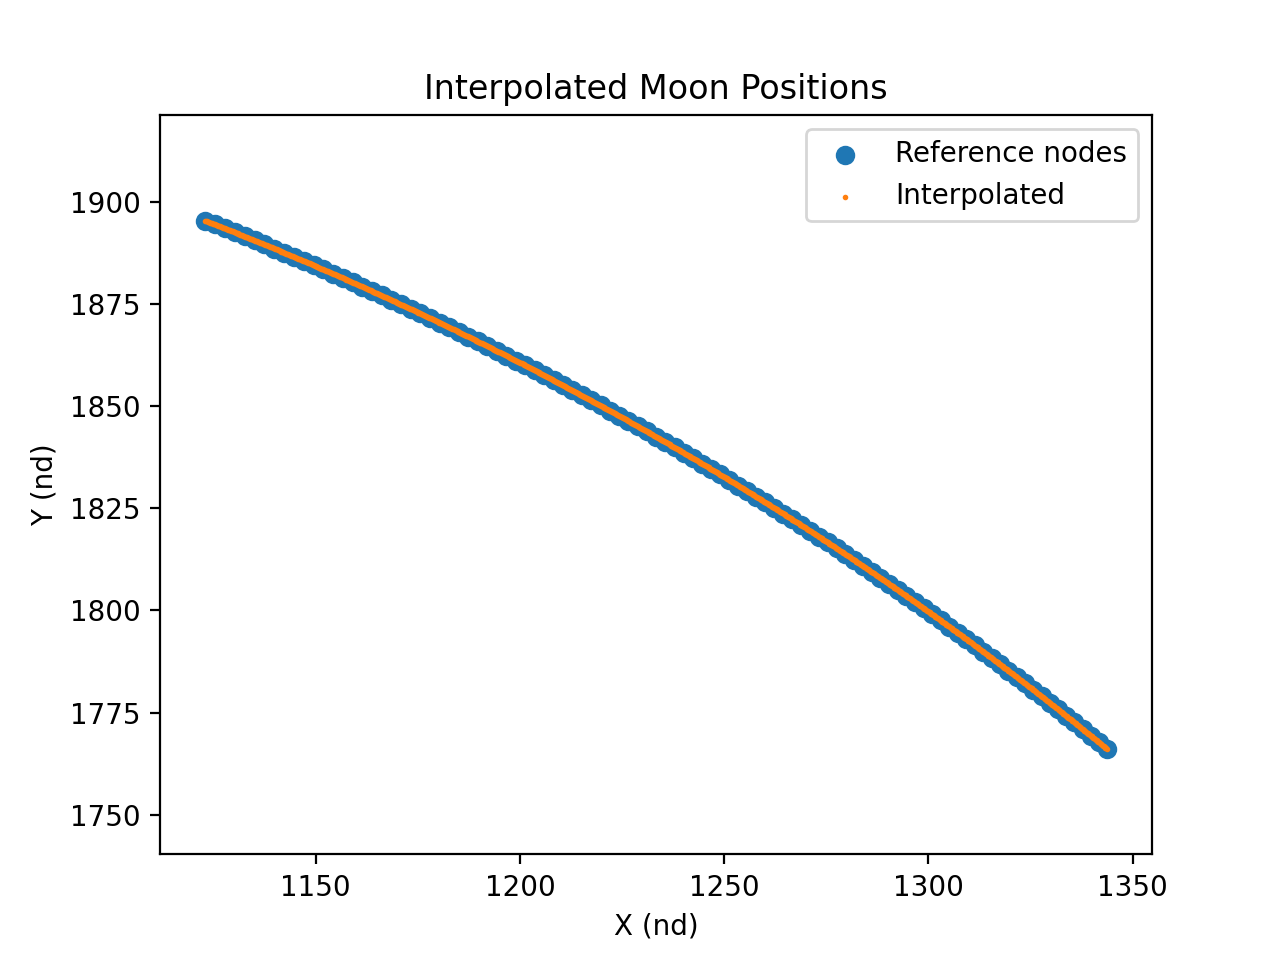 Interpolated Moon Positions
Reference nodes
Interpolated
1900
1875
1850
1825
1800
1775
1750
Y (nd)
1150
1200
1250
1300
1350
X (nd)